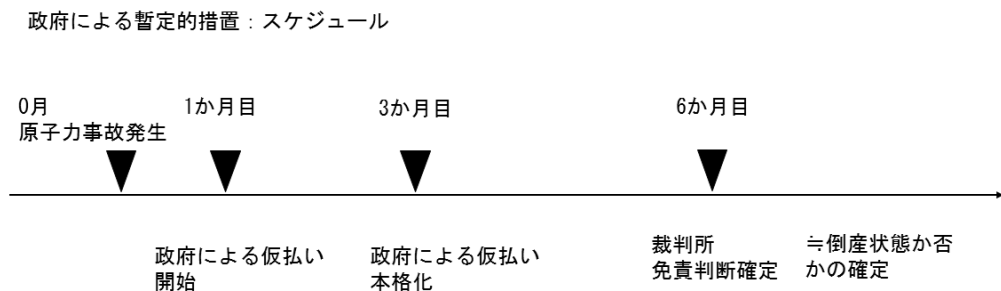 政府による暫定的措置：スケジュール
0月
原子力事故発生
1か月目
3か月目
6か月目
政府による仮払い
開始
政府による仮払い
本格化
裁判所
免責判断確定
≒倒産状態か否
かの確定